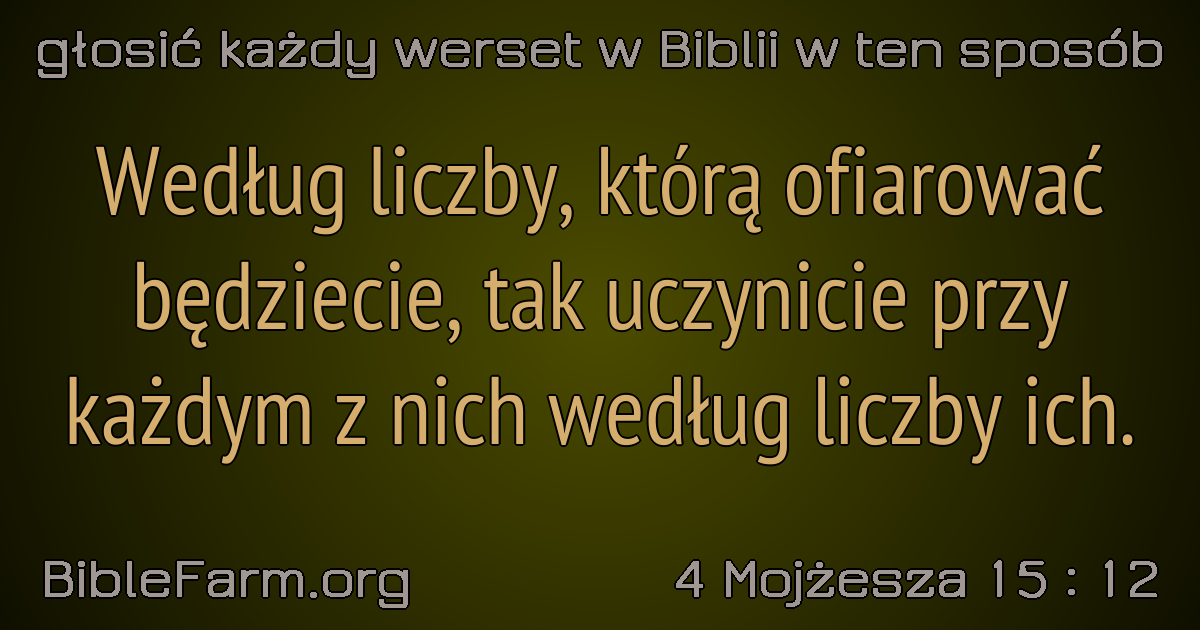 głosić każdy werset w Biblii w ten sposób
Według liczby, którą ofiarować
będziecie, tak uczynicie przy
każdym z nich według liczby ich.
BibleFarm.org
4 Mojżesza 15 : 12